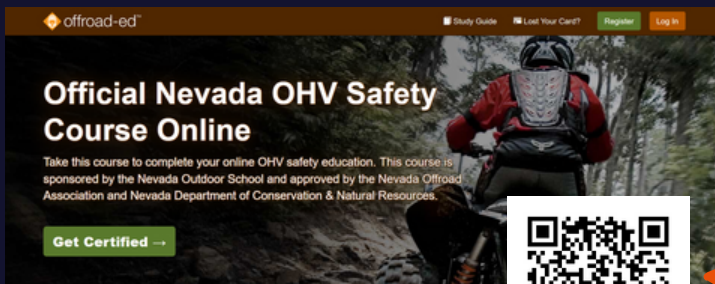 offroad-ed™
Study Guide
Lost Your Card?
Register
Log In
Official Nevada OHV Safety
Course Online
Take this course to complete your online OHV safety education. This course is
sponsored by the Nevada Outdoor School and approved by the Nevada Offroad
Association and Nevada Department of Conservation & Natural Resources.
Get Certified →